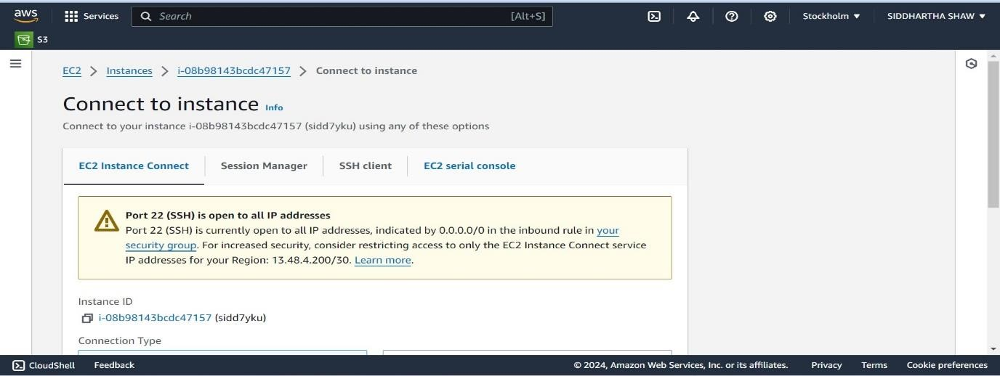 aws Services Search [Alt+S] Stockholm SIDDHARTHA SHAW
S3
EC2 Instances i-08b98143bcdc47157 Connect to instance
Connect to instance Info
Connect to your instance i-08b98143bcdc47157 (sidd7yku) using any of these options
EC2 Instance Connect Session Manager SSH client EC2 serial console
Port 22 (SSH) is open to all IP addresses
Port 22 (SSH) is currently open to all IP addresses, indicated by 0.0.0.0/0 in the inbound rule in your
security group. For increased security, consider restricting access to only the EC2 Instance Connect service
IP addresses for your Region: 13.48.4.200/30. Learn more.
Instance ID
i-08b98143bcdc47157 (sidd7yku)
Connection Type
CloudShell Feedback © 2024, Amazon Web Services, Inc. or its affiliates. Privacy Terms Cookie preferences